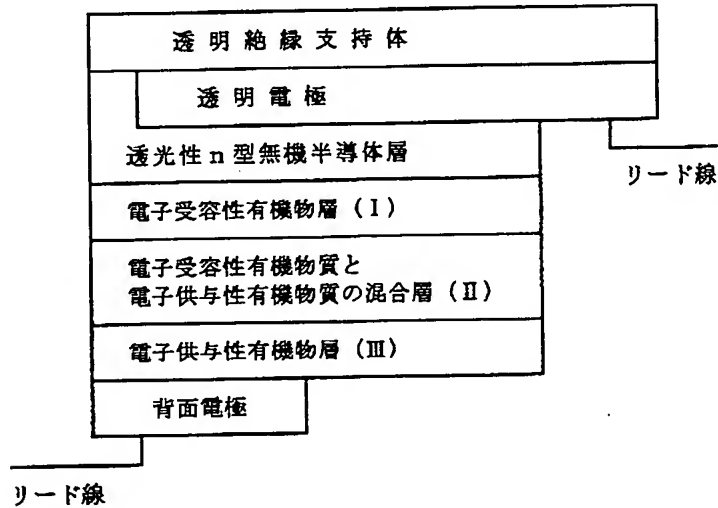 透明絶縁支持体
透明電極
透光性n型無機半導体層
リード線
電子受容性有機物層（Ⅰ）
電子受容性有機物質と
電子供与性有機物質の混合層（Ⅱ）
電子供与性有機物層（Ⅲ）
背面電極
リード線